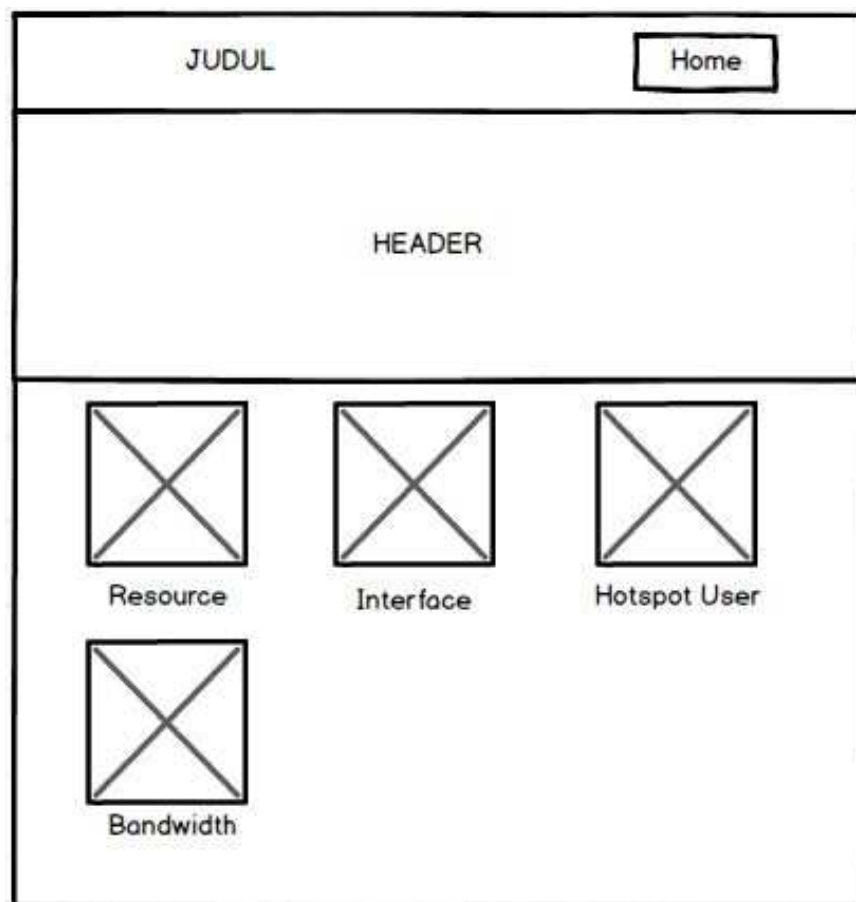 JUDUL
Home
HEADER
Resource
Interface
Hotspot User
Bandwidth